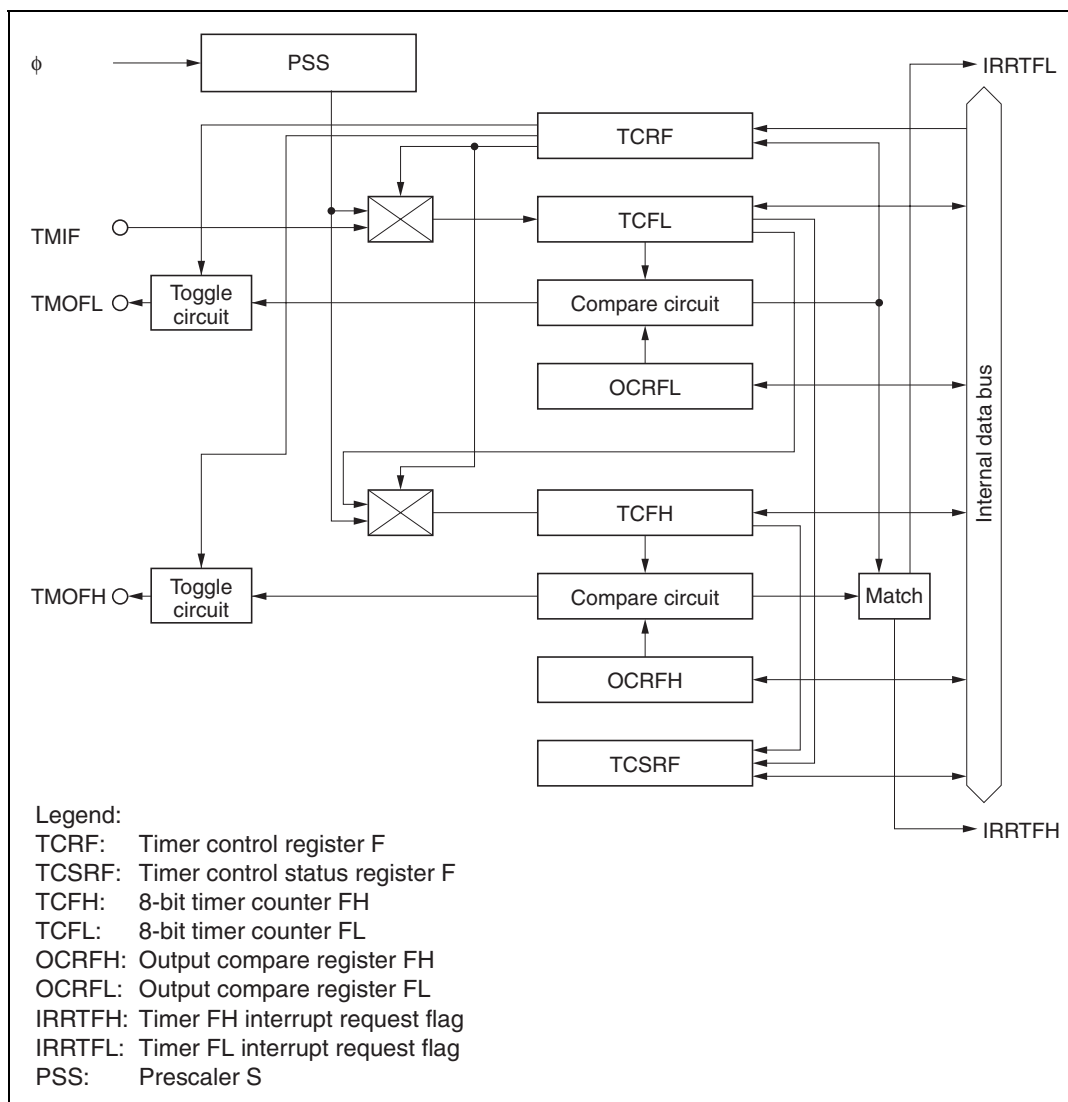 ϕ
PSS
IRRTFL
TCRF
TMIF
TCFL
TMOFL
Toggle
circuit
Compare circuit
OCRFL
Internal data bus
TCFH
TMOFH
Toggle
circuit
Compare circuit
Match
OCRFH
TCSRF
IRRTFH
Legend:
TCRF: Timer control register F
TCSRF: Timer control status register F
TCFH: 8-bit timer counter FH
TCFL: 8-bit timer counter FL
OCRFH: Output compare register FH
OCRFL: Output compare register FL
IRRTFH: Timer FH interrupt request flag
IRRTFL: Timer FL interrupt request flag
PSS: Prescaler S